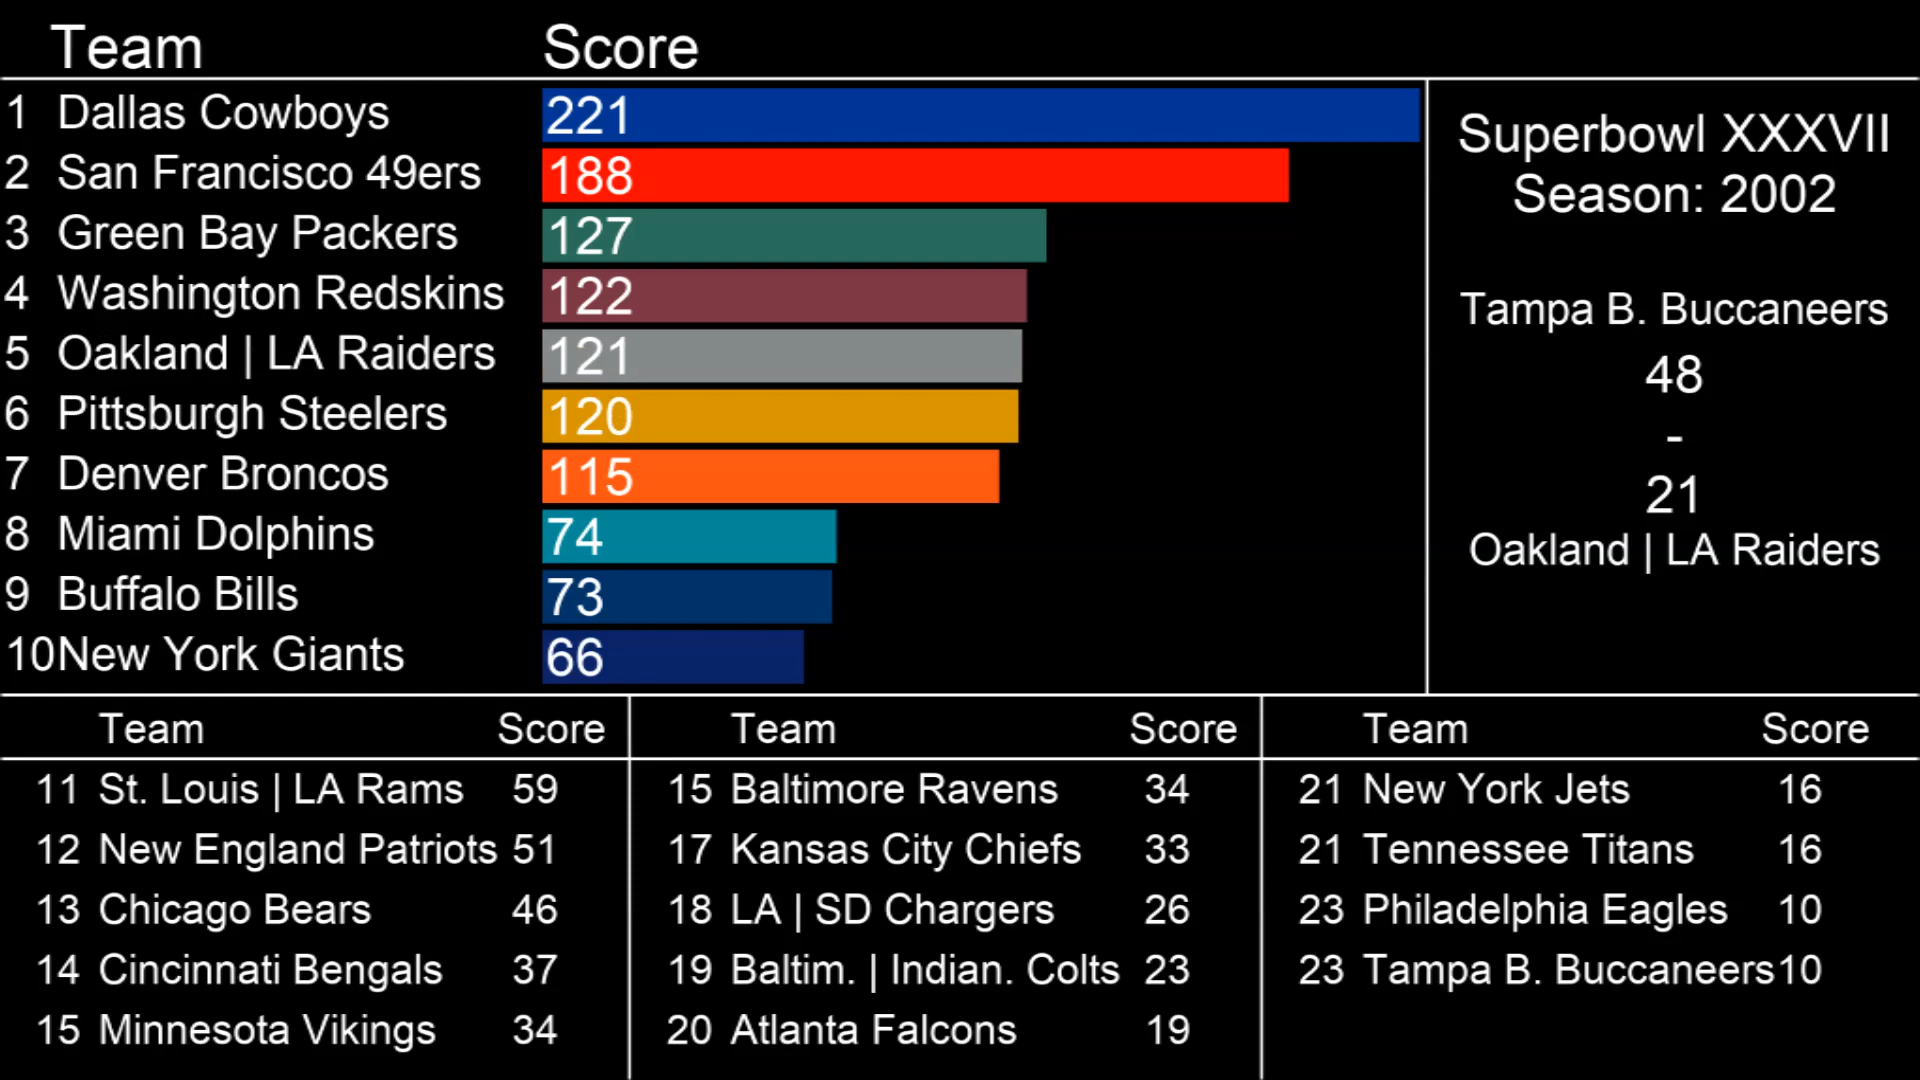 Team Score
1 Dallas Cowboys 221
2 San Francisco 49ers 188
3 Green Bay Packers 127
4 Washington Redskins 122
5 Oakland | LA Raiders 121
6 Pittsburgh Steelers 120
7 Denver Broncos 115
8 Miami Dolphins 74
9 Buffalo Bills 73
10 New York Giants 66
Superbowl XXXVII
Season: 2002
Tampa B. Buccaneers
48
-
21
Oakland | LA Raiders
Team Score
11 St. Louis | LA Rams 59
12 New England Patriots 51
13 Chicago Bears 46
14 Cincinnati Bengals 37
15 Minnesota Vikings 34
Team Score
15 Baltimore Ravens 34
17 Kansas City Chiefs 33
18 LA | SD Chargers 26
19 Baltim. | Indian. Colts 23
20 Atlanta Falcons 19
Team Score
21 New York Jets 16
21 Tennessee Titans 16
23 Philadelphia Eagles 10
23 Tampa B. Buccaneers 10